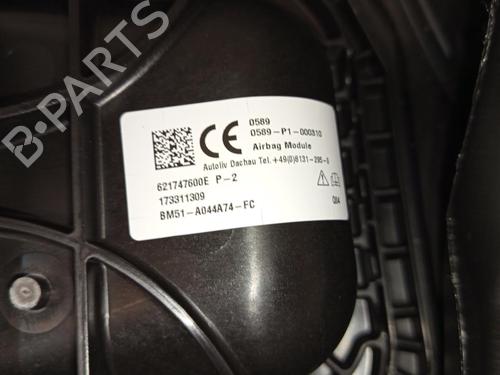 0589
0589-P1-000310
Airbag Module
Autoliv Dachau Tel. +49(0)8131-295-0
621747600E P-2
173311309
BM51-A044A74-FC
B-PARTS